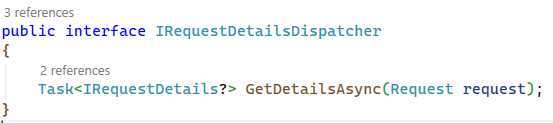 3 references
public interface IRequestDetailsDispatcher
{
2 references
Task<IRequestDetails?> GetDetailsAsync(Request request);
}